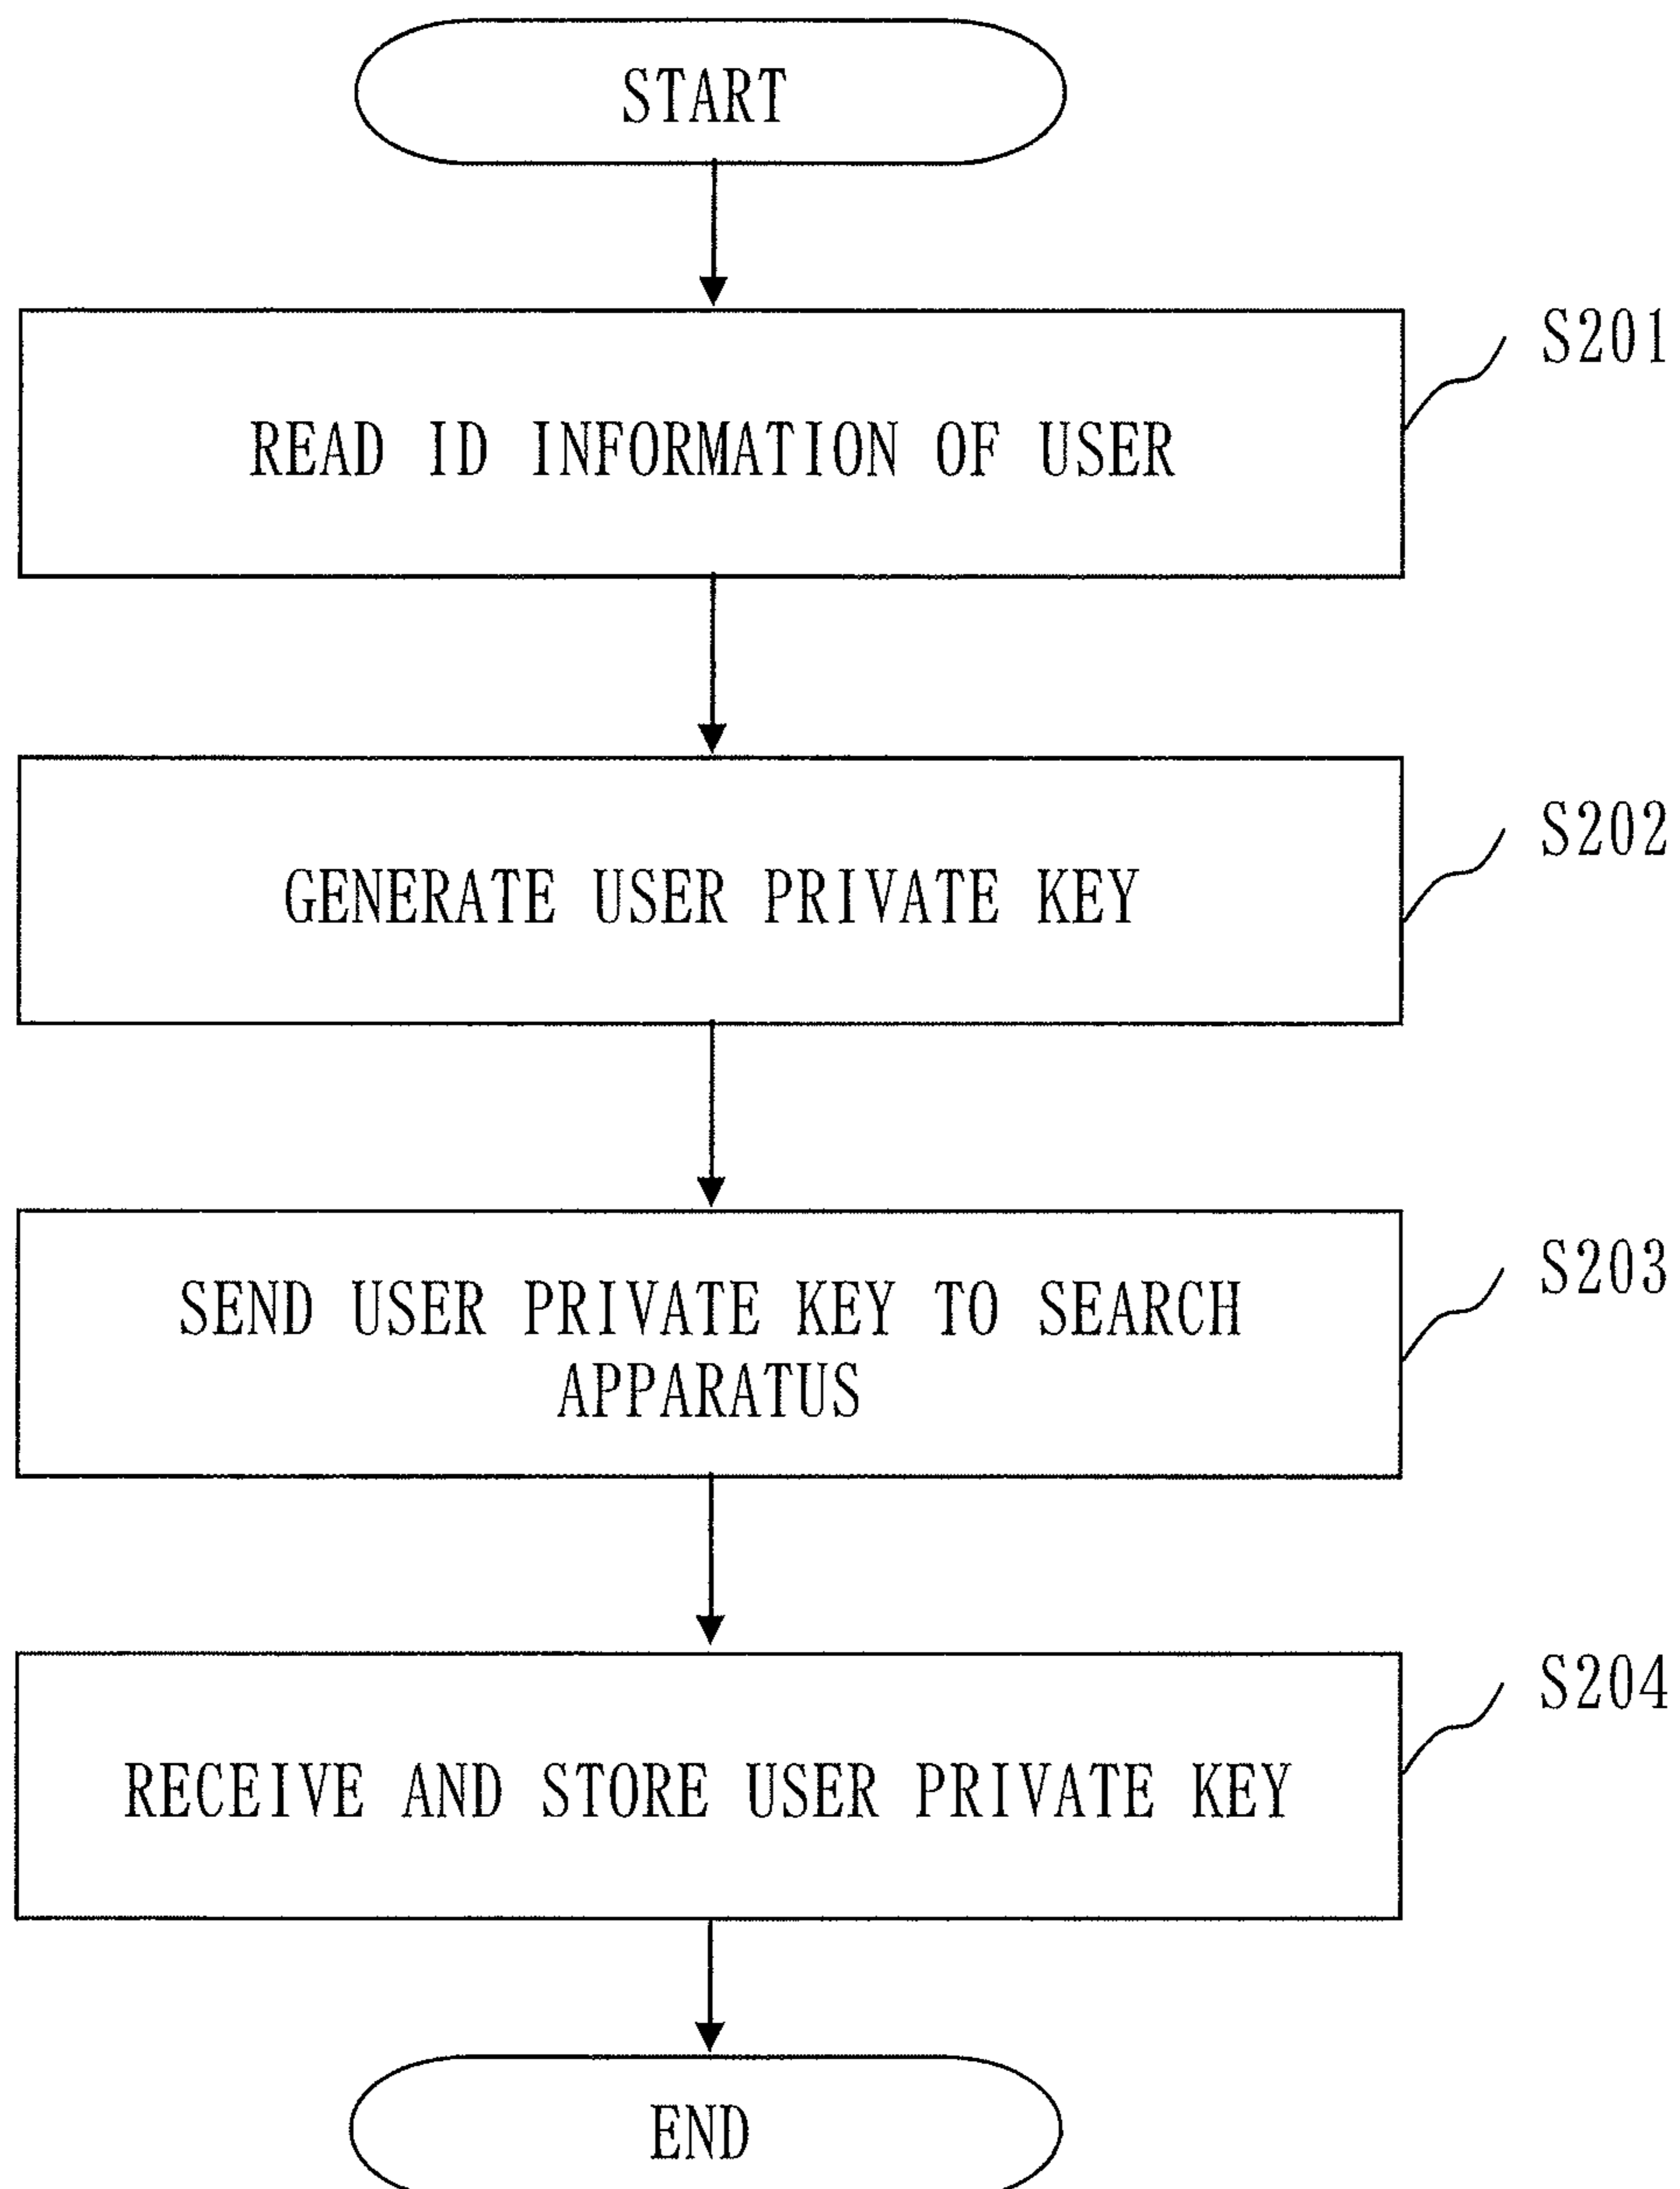 START
S201
READ ID INFORMATION OF USER
S202
GENERATE USER PRIVATE KEY
S203
SEND USER PRIVATE KEY TO SEARCH
APPARATUS
S204
RECEIVE AND STORE USER PRIVATE KEY
END